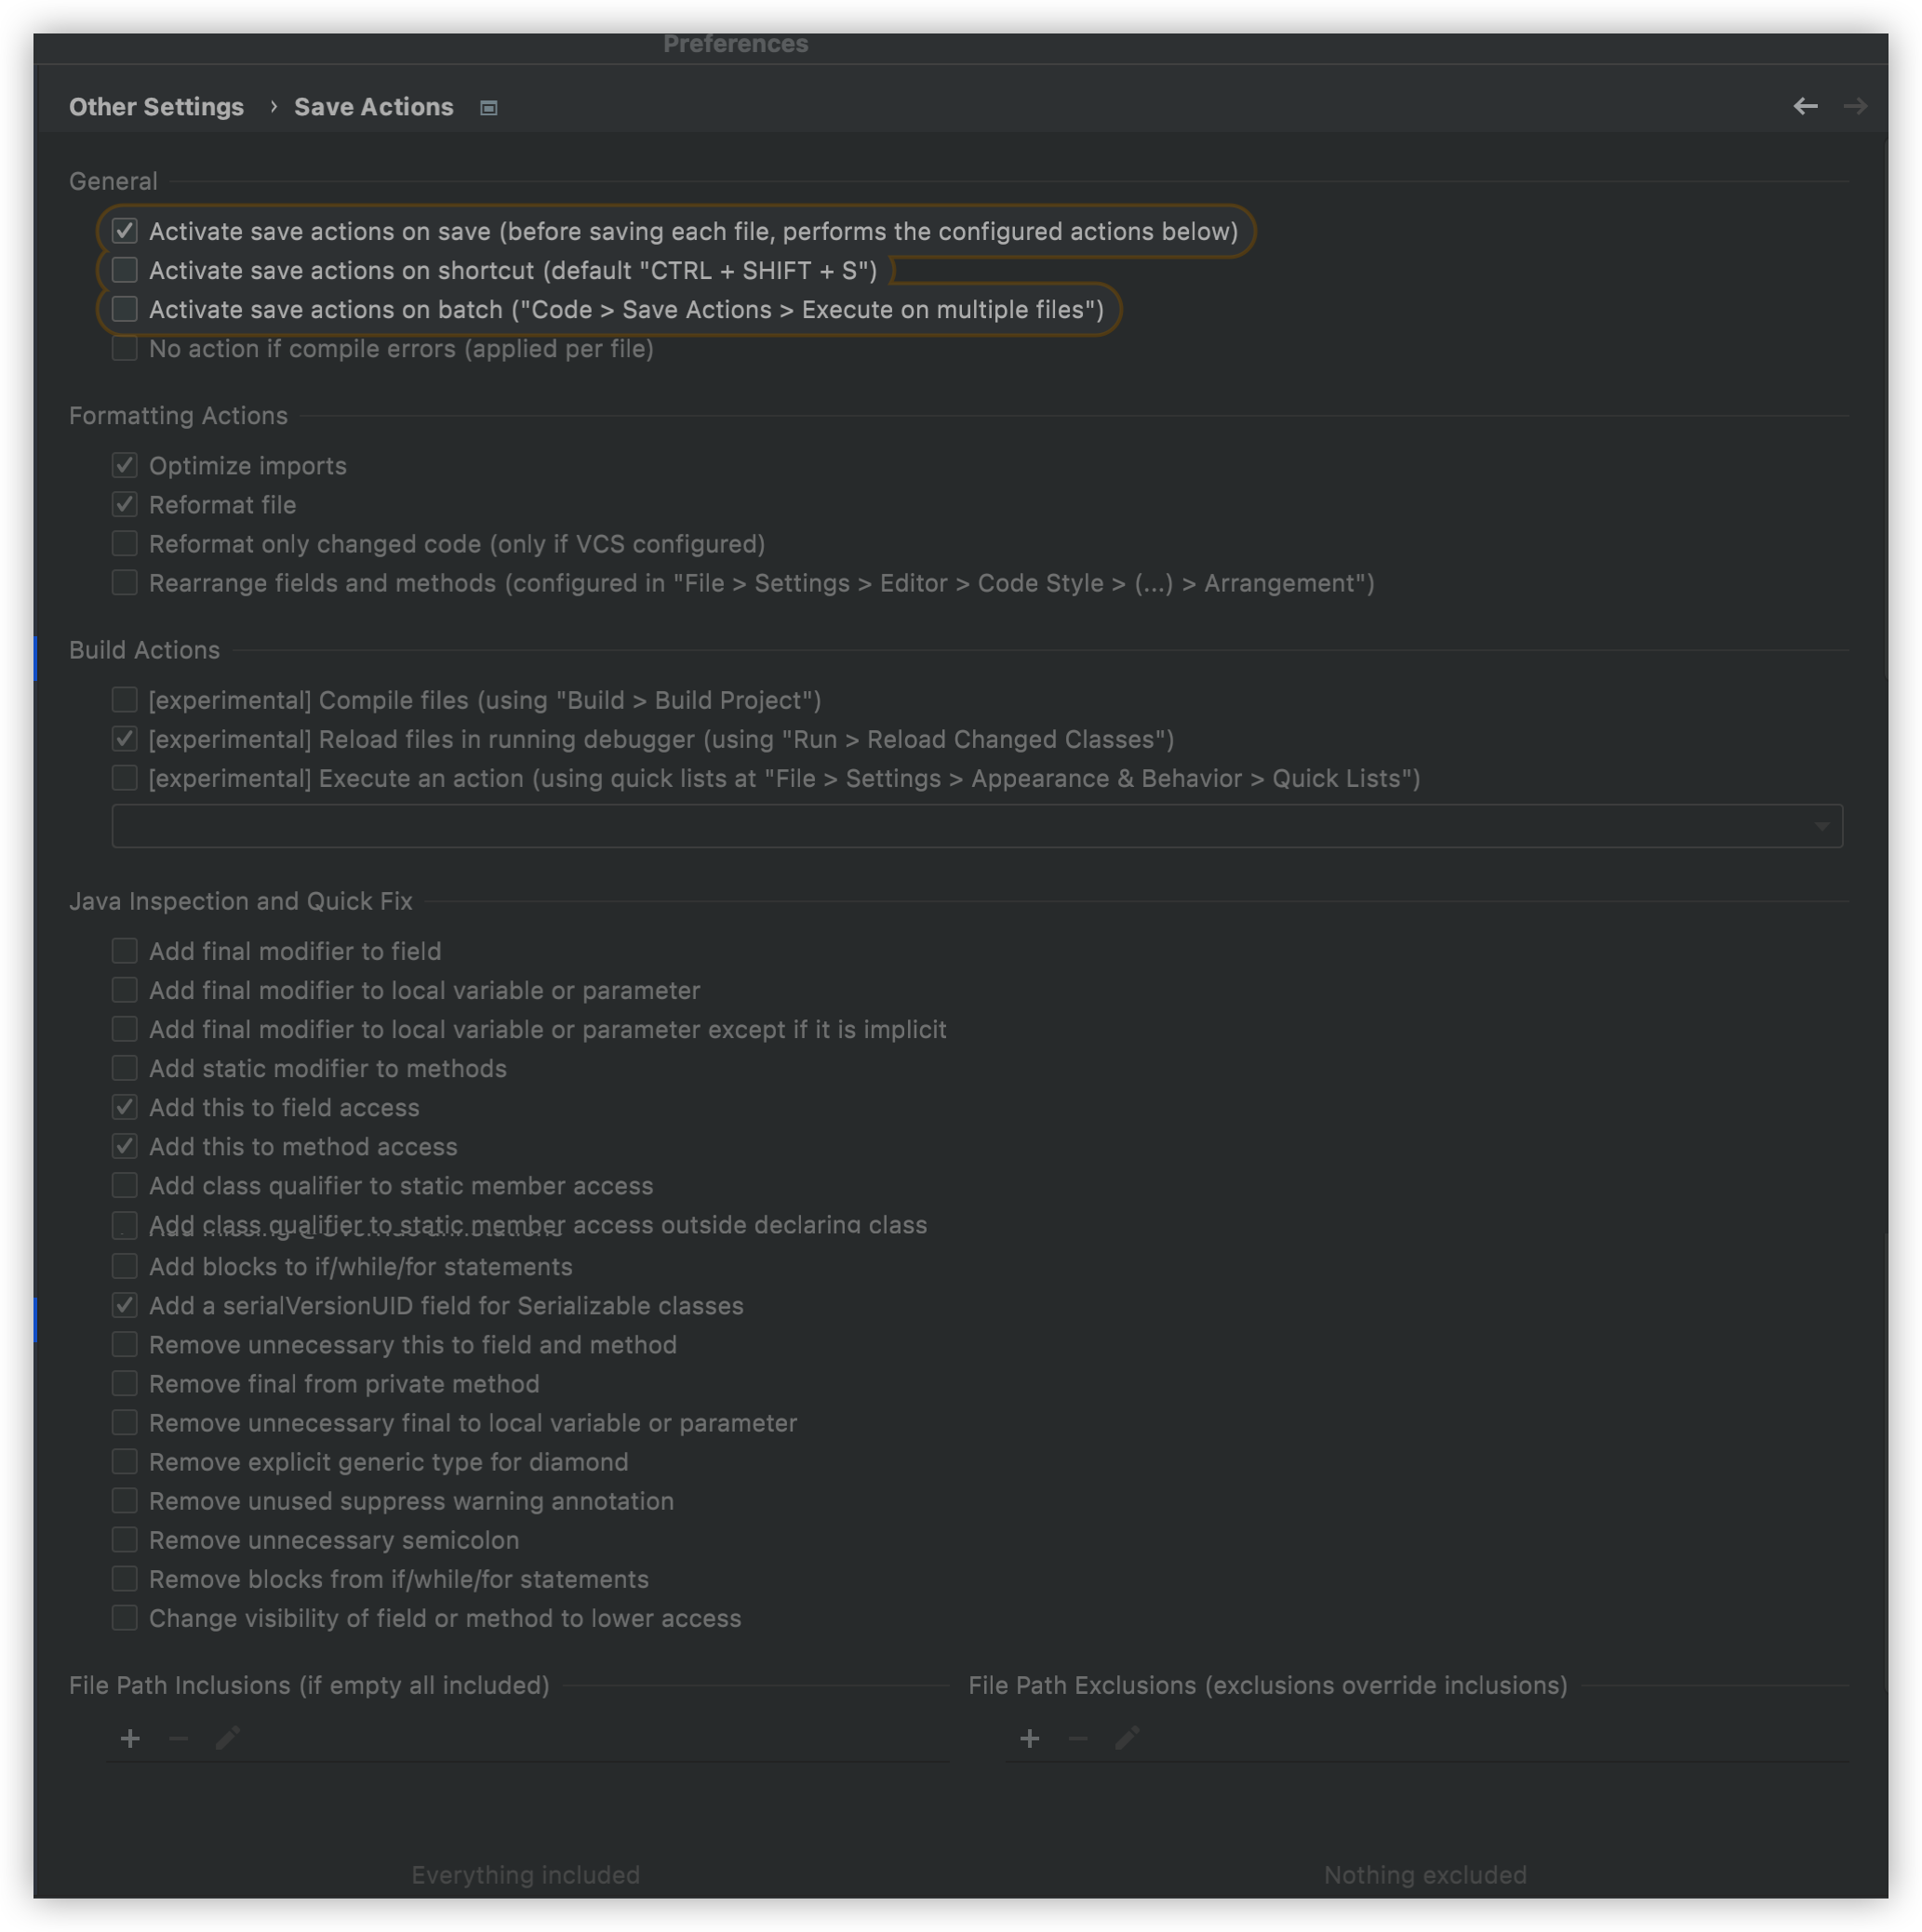 Preferences
Other Settings › Save Actions
General
Activate save actions on save (before saving each file, performs the configured actions below)
Activate save actions on shortcut (default "CTRL + SHIFT + S")
Activate save actions on batch ("Code > Save Actions > Execute on multiple files")
No action if compile errors (applied per file)
Formatting Actions
Optimize imports
Reformat file
Reformat only changed code (only if VCS configured)
Rearrange fields and methods (configured in "File > Settings > Editor > Code Style > (...) > Arrangement")
Build Actions
[experimental] Compile files (using "Build > Build Project")
[experimental] Reload files in running debugger (using "Run > Reload Changed Classes")
[experimental] Execute an action (using quick lists at "File > Settings > Appearance & Behavior > Quick Lists")
Java Inspection and Quick Fix
Add final modifier to field
Add final modifier to local variable or parameter
Add final modifier to local variable or parameter except if it is implicit
Add static modifier to methods
Add this to field access
Add this to method access
Add class qualifier to static member access
Add class qualifier to static member access outside declaring class
Add blocks to if/while/for statements
Add a serialVersionUID field for Serializable classes
Remove unnecessary this to field and method
Remove final from private method
Remove unnecessary final to local variable or parameter
Remove explicit generic type for diamond
Remove unused suppress warning annotation
Remove unnecessary semicolon
Remove blocks from if/while/for statements
Change visibility of field or method to lower access
File Path Inclusions (if empty all included)
File Path Exclusions (exclusions override inclusions)
Everything included
Nothing excluded